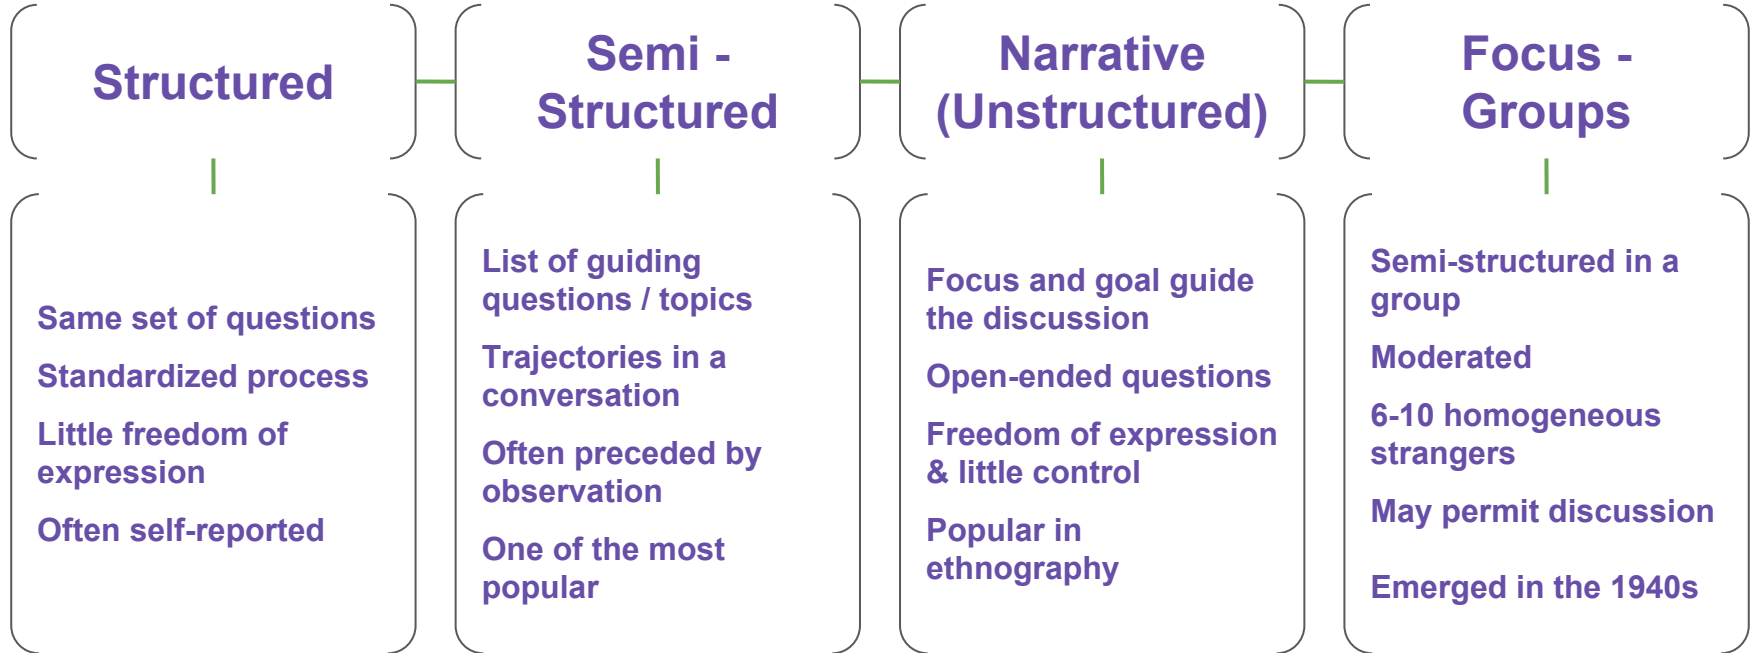 Structured
Semi -
Structured
Narrative
(Unstructured)
Focus -
Groups
Same set of questions
Standardized process
Little freedom of
expression
Often self-reported
List of guiding
questions / topics
Trajectories in a
conversation
Often preceded by
observation
One of the most
popular
Focus and goal guide
the discussion
Open-ended questions
Freedom of expression
& little control
Popular in
ethnography
Semi-structured in a
group
Moderated
6-10 homogeneous
strangers
May permit discussion
Emerged in the 1940s